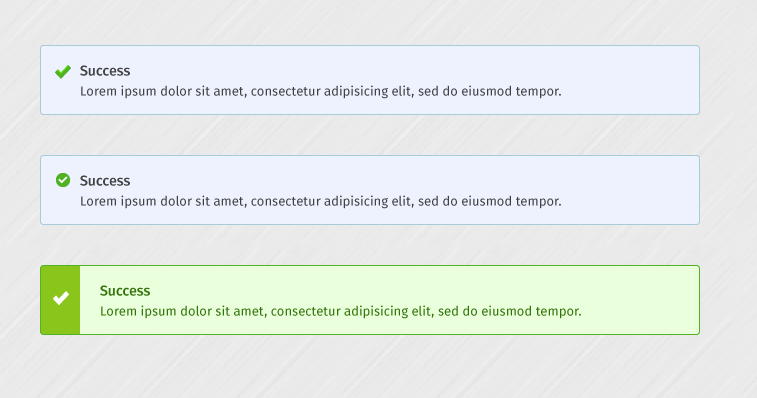 Success
Lorem ipsum dolor sit amet, consectetur adipisicing elit, sed do eiusmod tempor.
Success
Lorem ipsum dolor sit amet, consectetur adipisicing elit, sed do eiusmod tempor.
Success
Lorem ipsum dolor sit amet, consectetur adipisicing elit, sed do eiusmod tempor.